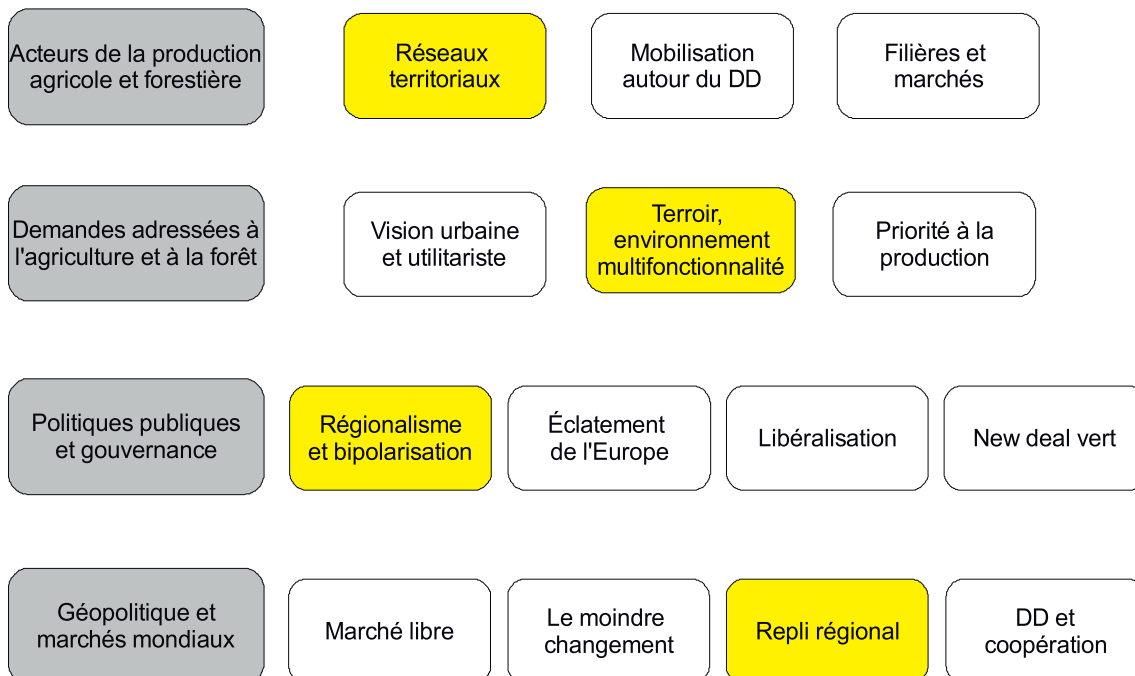 Acteurs de la production
agricole et forestière
Réseaux
territoriaux
Mobilisation
autour du DD
Filières et
marchés
Demandes adressées à
l'agriculture et à la forêt
Vision urbaine
et utilitariste
Terroir,
environnement
multifonctionnalité
Priorité à la
production
Politiques publiques
et gouvernance
Régionalisme
et bipolarisation
Éclatement
de l'Europe
Libéralisation
New deal vert
Géopolitique et
marchés mondiaux
Marché libre
Le moindre
changement
Repli régional
DD et
coopération